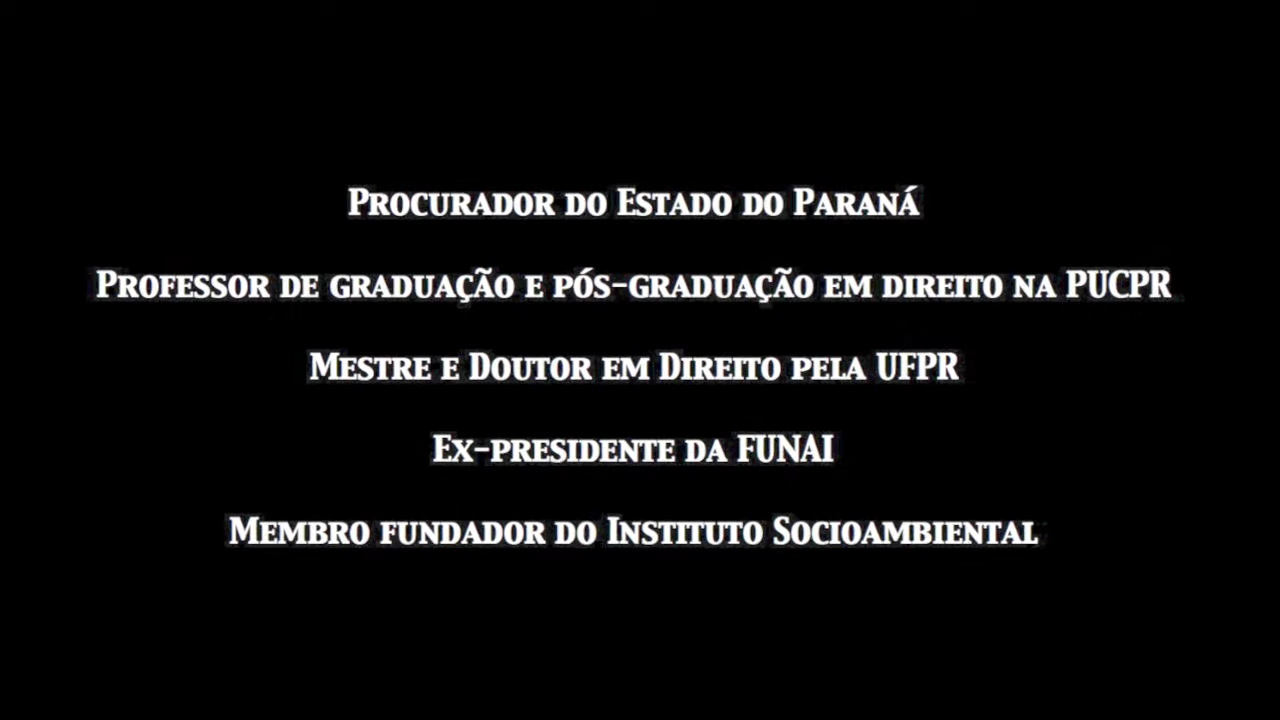 Procurador do Estado do Paraná
Professor de graduação e pós-graduação em direito na PUCPR
Mestre e Doutor em Direito pela UFPR
Ex-presidente da FUNAI
Membro fundador do Instituto Socioambiental